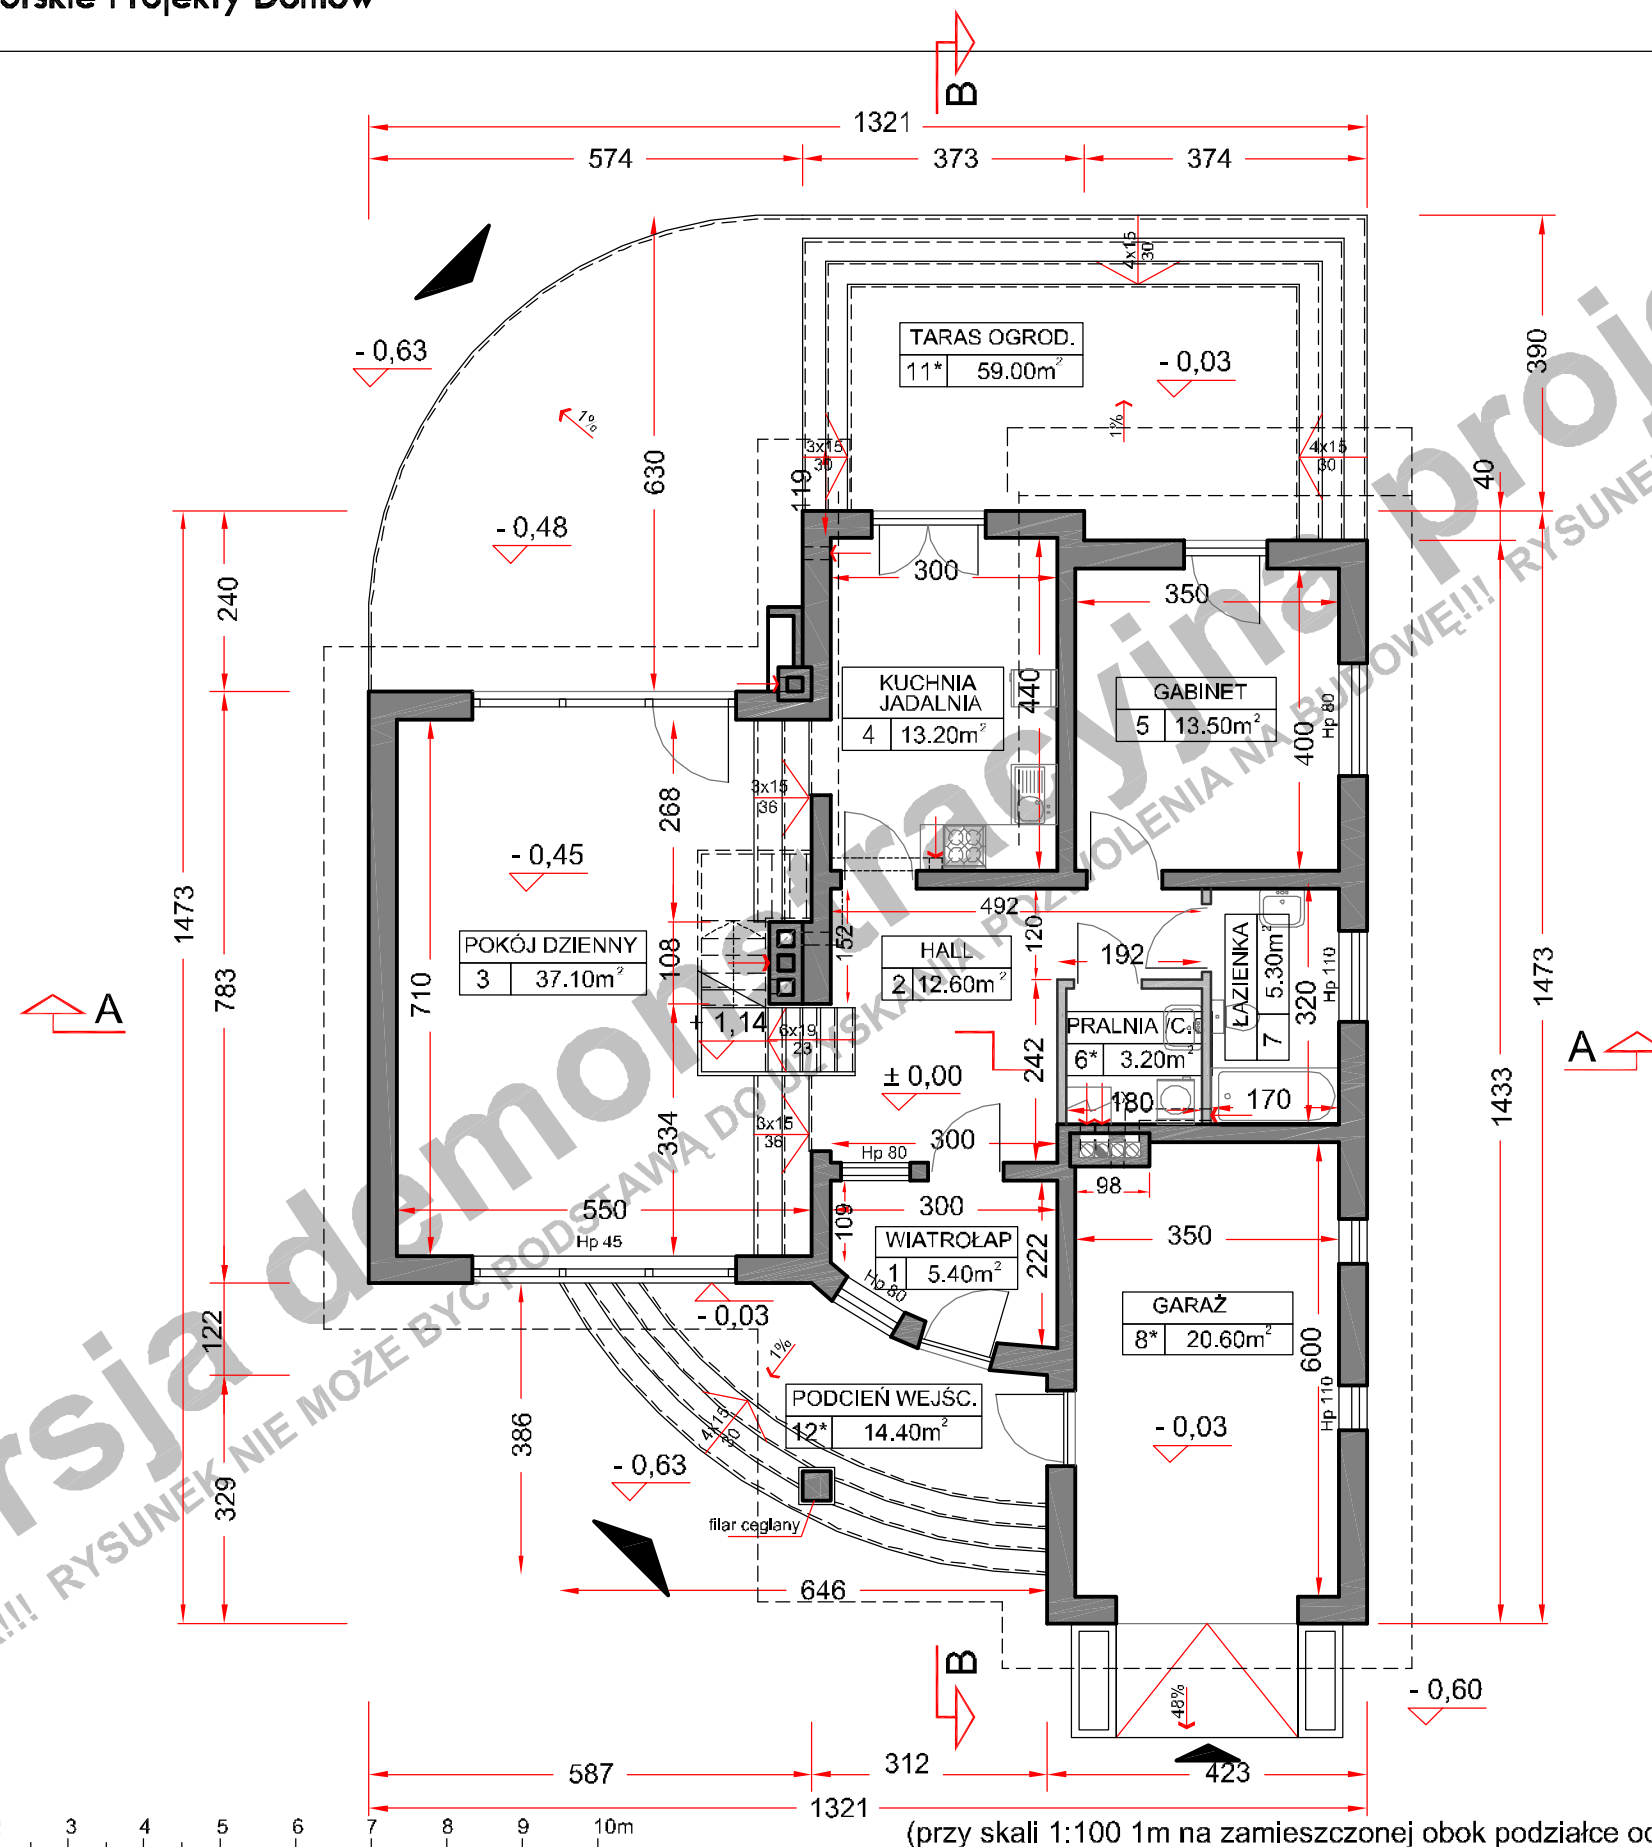 Projekty Domów
B
1321
574
373
374
4x15
30
TARAS OGROD.
11*
59.00m²
- 0,03
- 0,63
1%
1%
390
630
3x15
30
4x15
30
119
40
- 0,48
240
300
350
KUCHNIA
JADALNIA
4
13.20m²
440
GABINET
5
13.50m²
400
Hp 80
268
3x15
36
- 0,45
1473
783
492
152
120
POKÓJ DZIENNY
3
37.10m²
710
108
HALL
2
12.60m²
192
ŁAZIENKA
7
5.30m²
320
Hp 110
1473
1433
A
A
+ 1,14
6x19
23
PRALNIA /C.
6*
3.20m²
242
± 0,00
180
170
334
3x15
36
300
Hp 80
98
550
Hp 45
109
300
350
WIATROŁAP
1
5.40m²
222
Hp 80
- 0,03
122
1%
GARAŻ
8*
20.60m²
600
Hp 110
PODCIEŃ WEJŚC.
12*
14.40m²
4x15
30
386
- 0,03
- 0,63
329
filar ceglany
646
B
48%
- 0,60
587
312
423
1321
3 4 5 6 7 8 9 10m
(przy skali 1:100 1m na zamieszczonej obok podziałce
demonstracyjna
RYSUNEK NIE MOŻE BYĆ PODSTAWĄ DO UZYSKANIA POZWOLENIA NA BUDOWĘ!!!